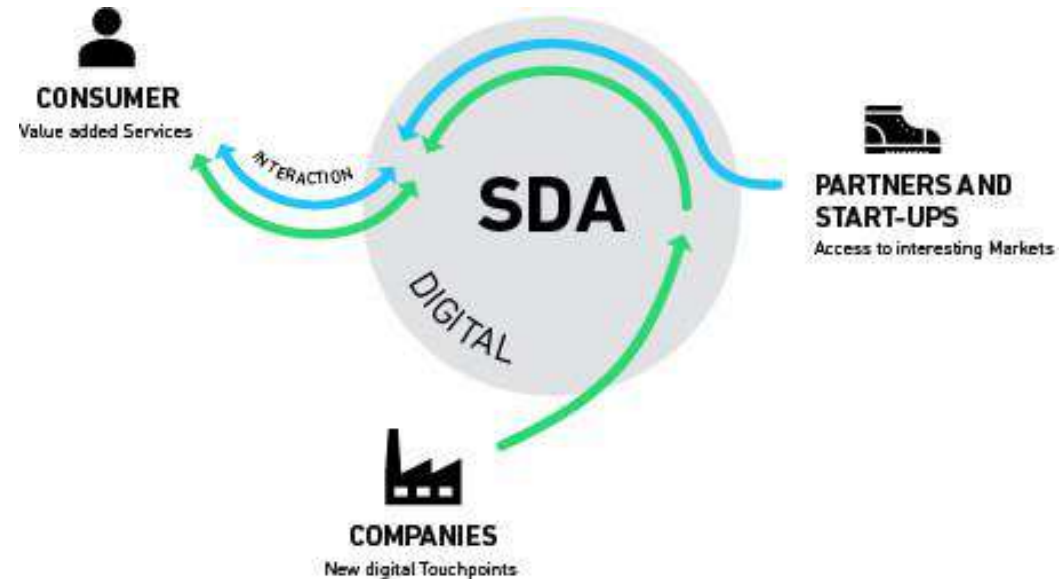 CONSUMER
Value added Services
INTERACTION
SDA
DIGITAL
PARTNERS AND
START-UPS
Access to interesting Markets
COMPANIES
New digital Touchpoints